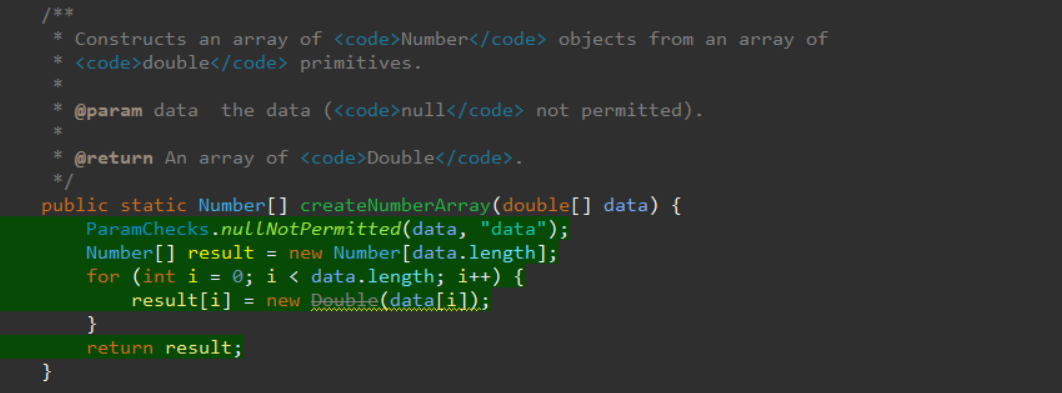 /**
 * Constructs an array of <code>Number</code> objects from an array of
 * <code>double</code> primitives.
 *
 * @param data  the data (<code>null</code> not permitted).
 *
 * @return An array of <code>Double</code>.
 */
public static Number[] createNumberArray(double[] data) {
    ParamChecks.nullNotPermitted(data, "data");
    Number[] result = new Number[data.length];
    for (int i = 0; i < data.length; i++) {
        result[i] = new Double(data[i]);
    }
    return result;
}